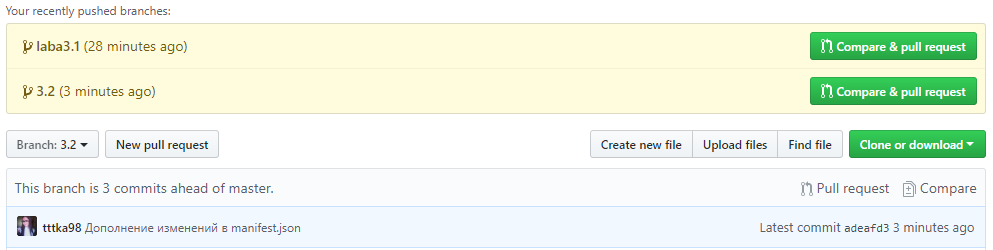 Your recently pushed branches:
laba3.1 (28 minutes ago) Compare & pull request
3.2 (3 minutes ago) Compare & pull request
Branch: 3.2 New pull request Create new file Upload files Find file Clone or download
This branch is 3 commits ahead of master. Pull request Compare
tttka98 Дополнение изменений в manifest.json Latest commit adeafd3 3 minutes ago